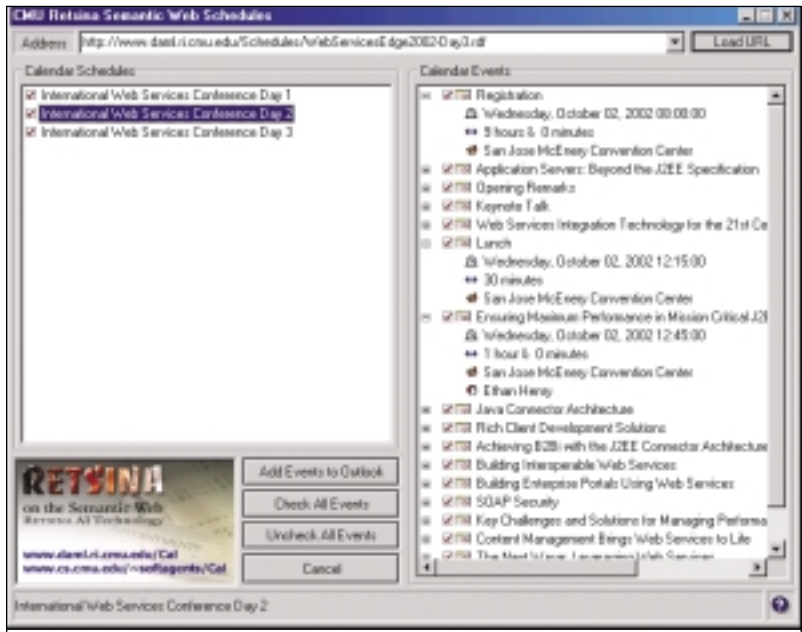 CMU Retsina Semantic Web Schedules
Address http://www.daml.ri.cmu.edu/Schedules/WebServicesEdge2002-Day3.rdf Load URL
Calendar Schedules
International Web Services Conference Day 1
International Web Services Conference Day 2
International Web Services Conference Day 3
RETSINA
on the Semantic Web
Retsina AI Technology
www.daml.ri.cmu.edu/Cal
www.cs.cmu.edu/~softagents/Cal
Add Events to Outlook
Check All Events
Uncheck All Events
Cancel
Calendar Events
Registration
Wednesday, October 02, 2002 08:00:00
9 hours & 0 minutes
San Jose McEnery Convention Center
Application Servers: Beyond the J2EE Specification
Opening Remarks
Keynote Talk
Web Services Integration Technology for the 21st Ce
Lunch
Wednesday, October 02, 2002 12:15:00
30 minutes
San Jose McEnery Convention Center
Ensuring Maximum Performance in Mission Critical J2E
Wednesday, October 02, 2002 12:45:00
1 hour & 0 minutes
San Jose McEnery Convention Center
Ethan Henry
Java Connector Architecture
Rich Client Development Solutions
Achieving B2Bi with the J2EE Connector Architecture
Building Interoperable Web Services
Building Enterprise Portals Using Web Services
SOAP Security
Key Challenges and Solutions for Managing Performa
Content Management Brings Web Services to Life
The Next Wave: Leveraging Web Services
International Web Services Conference Day 2